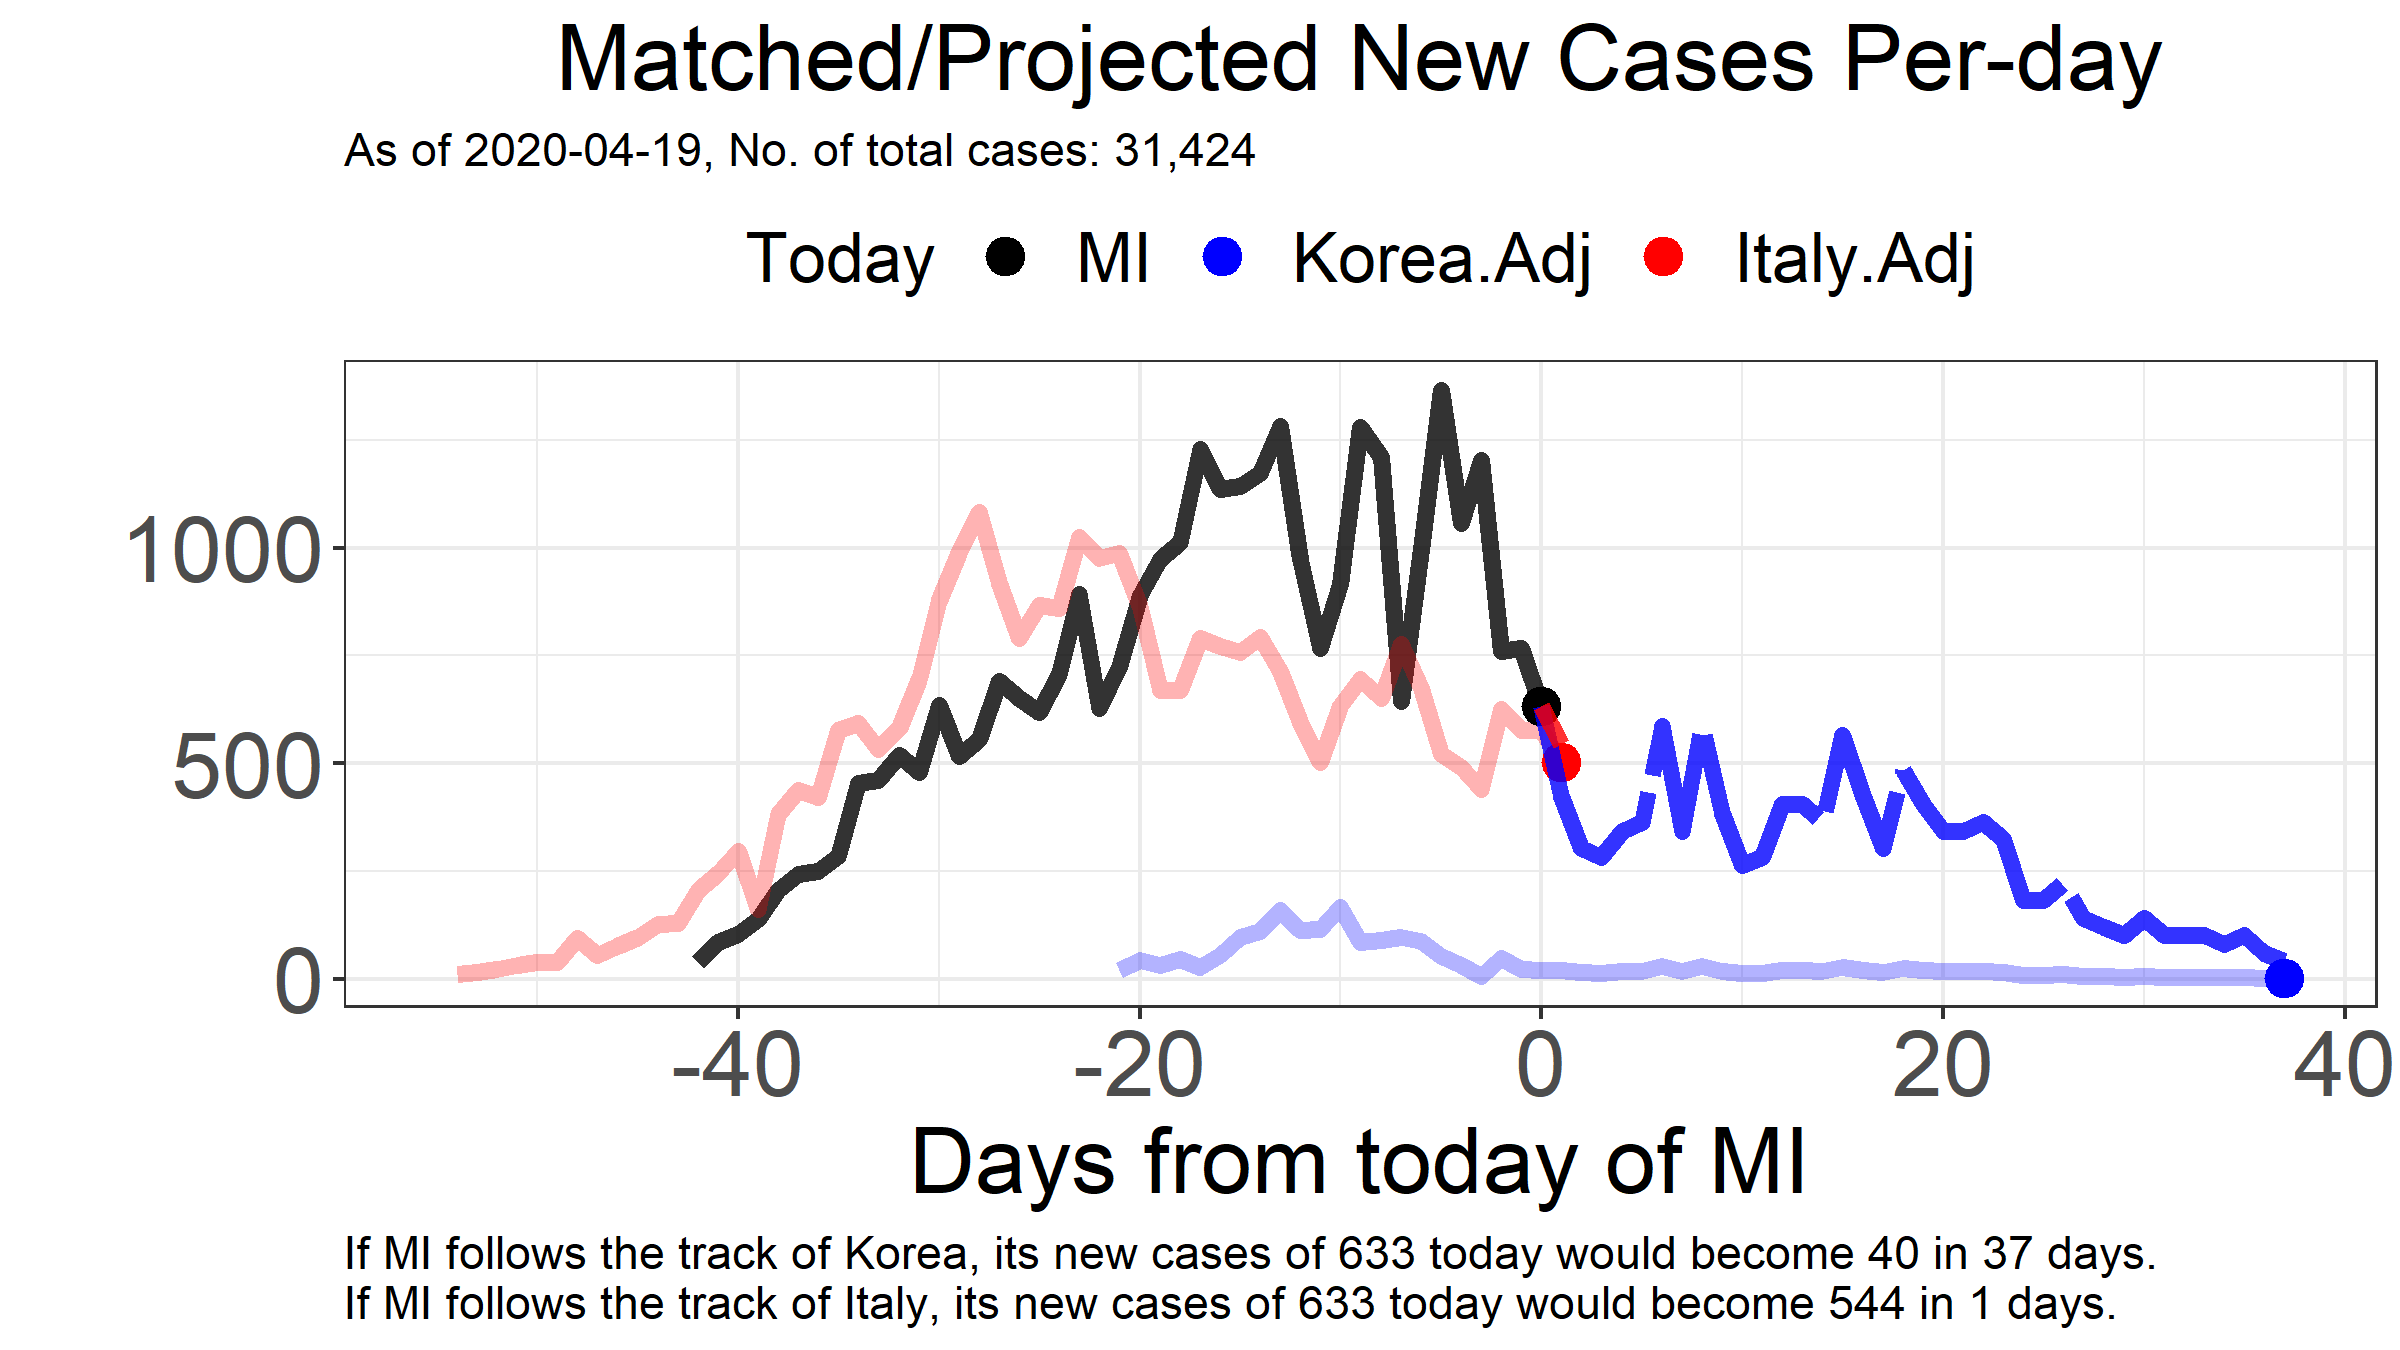 Matched/Projected New Cases Per-day
As of 2020-04-19, No. of total cases: 31,424
Today MI Korea.Adj Italy.Adj
1000
500
0
-40 -20 0 20 40
Days from today of MI
If MI follows the track of Korea, its new cases of 633 today would become 40 in 37 days.
If MI follows the track of Italy, its new cases of 633 today would become 544 in 1 days.